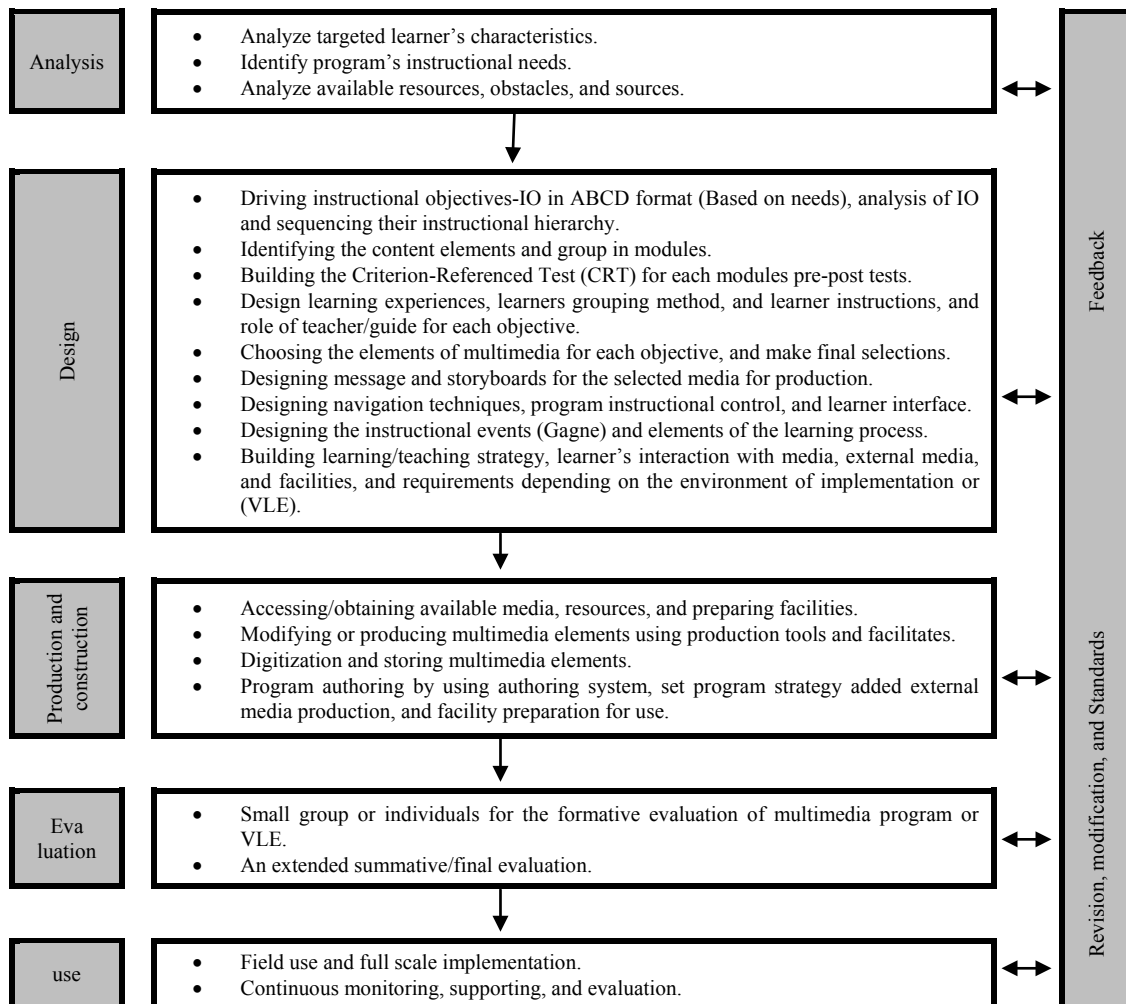 Analysis
• Analyze targeted learner's characteristics.
• Identify program's instructional needs.
• Analyze available resources, obstacles, and sources.
Design
• Driving instructional objectives-IO in ABCD format (Based on needs), analysis of IO
and sequencing their instructional hierarchy.
• Identifying the content elements and group in modules.
• Building the Criterion-Referenced Test (CRT) for each modules pre-post tests.
• Design learning experiences, learners grouping method, and learner instructions, and
role of teacher/guide for each objective.
• Choosing the elements of multimedia for each objective, and make final selections.
• Designing message and storyboards for the selected media for production.
• Designing navigation techniques, program instructional control, and learner interface.
• Designing the instructional events (Gagne) and elements of the learning process.
• Building learning/teaching strategy, learner's interaction with media, external media,
and facilities, and requirements depending on the environment of implementation or
(VLE).
Production and
construction
• Accessing/obtaining available media, resources, and preparing facilities.
• Modifying or producing multimedia elements using production tools and facilitates.
• Digitization and storing multimedia elements.
• Program authoring by using authoring system, set program strategy added external
media production, and facility preparation for use.
Eva
luation
• Small group or individuals for the formative evaluation of multimedia program or
VLE.
• An extended summative/final evaluation.
use
• Field use and full scale implementation.
• Continuous monitoring, supporting, and evaluation.
Feedback
Revision, modification, and Standards